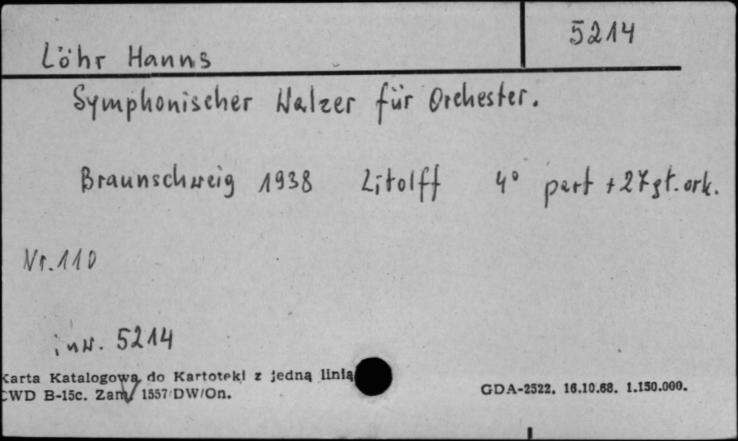 5214
Löhr Hanns
Symphonischer Walzer für Orchester.
Braunschweig 1938 Litolff 4° part + 27 gt. ork.
Nr. 110
inw. 5214
Karta Katalogowa do Kartoteki z jedną linią
CWD B-15c. Zam. 1557 DW/On.
GDA-2522. 16.10.68. 1.150.000.